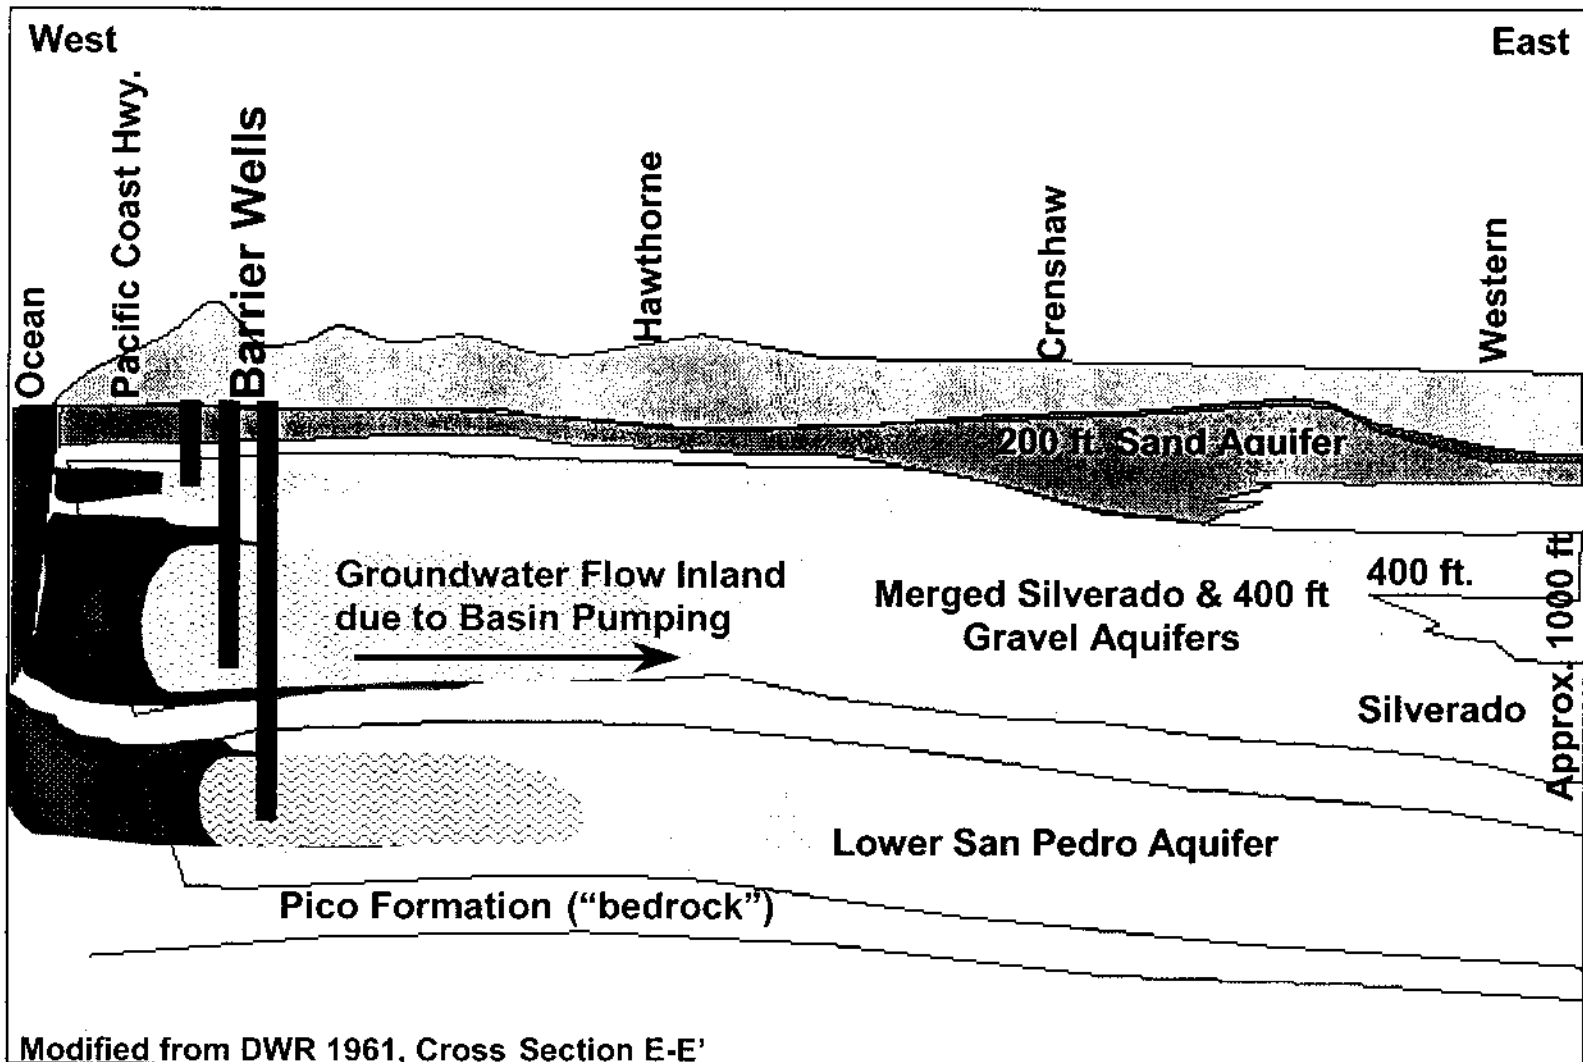 West
East
Ocean
Pacific Coast Hwy.
Barrier Wells
Hawthorne
Crenshaw
Western
200 ft. Sand Aquifer
Groundwater Flow Inland
due to Basin Pumping
Merged Silverado & 400 ft
Gravel Aquifers
400 ft.
Silverado
Approx. 1000 ft
Lower San Pedro Aquifer
Pico Formation (“bedrock”)
Modified from DWR 1961, Cross Section E-E’